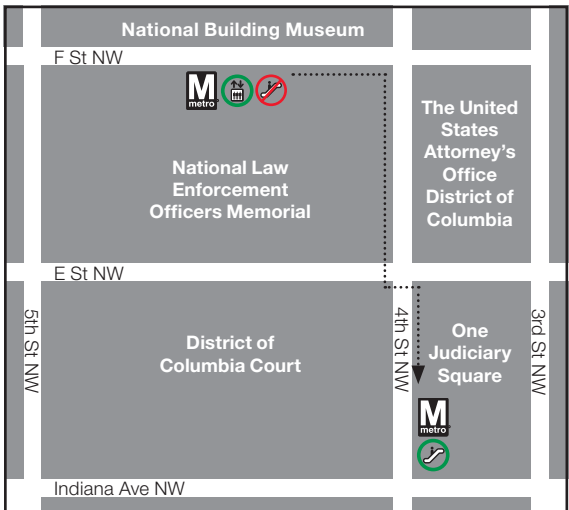 National Building Museum
F St NW
M
metro
The United
States
Attorney's
Office
District of
Columbia
National Law
Enforcement
Officers Memorial
E St NW
5th St NW
District of
Columbia Court
4th St NW
One
Judiciary
Square
3rd St NW
M
metro
Indiana Ave NW